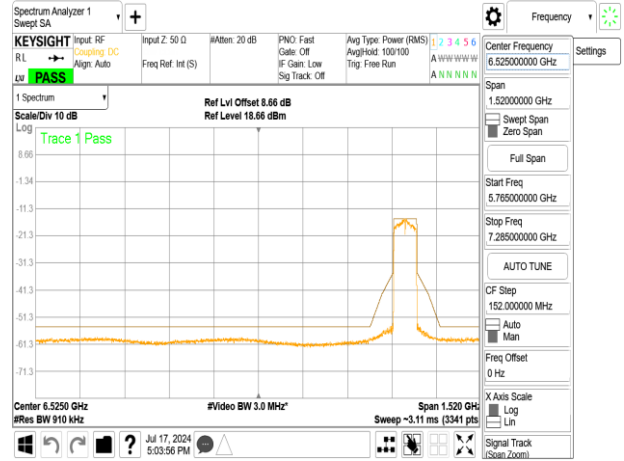 Spectrum Analyzer 1
Swept SA
Frequency
KEYSIGHT
RL
LW PASS
Input: RF
Coupling: DC
Align: Auto
Input Z: 50 Ω
Freq Ref: Int (S)
#Atten: 20 dB
PNO: Fast
Gate: Off
IF Gain: Low
Sig Track: Off
Avg Type: Power (RMS)
Avg|Hold: 100/100
Trig: Free Run
1 2 3 4 5 6
A W W W W W
A N N N N N
Settings
1 Spectrum
Scale/Div 10 dB
Ref Lvl Offset 8.66 dB
Ref Level 18.66 dBm
Log
Trace 1 Pass
8.66
-1.34
-11.3
-21.3
-31.3
-41.3
-51.3
-61.3
-71.3
Center 6.5250 GHz
#Res BW 910 kHz
#Video BW 3.0 MHz*
Span 1.520 GHz
Sweep ~3.11 ms (3341 pts
Center Frequency
6.525000000 GHz
Span
1.52000000 GHz
Swept Span
Zero Span
Full Span
Start Freq
5.765000000 GHz
Stop Freq
7.285000000 GHz
AUTO TUNE
CF Step
152.000000 MHz
Auto
Man
Freq Offset
0 Hz
X Axis Scale
Log
Lin
Signal Track
(Span Zoom)
?
Jul 17, 2024
5:03:56 PM